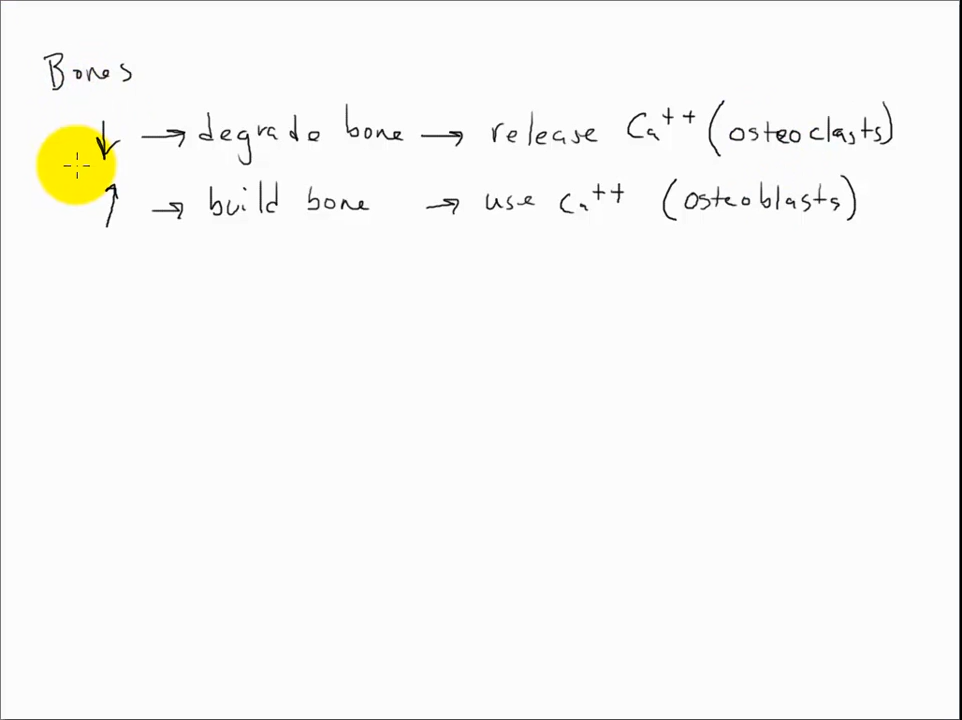 Bones
↓ → degrade bone → release Ca++ (osteoclasts)
↑ → build bone → use Ca++ (osteoblasts)